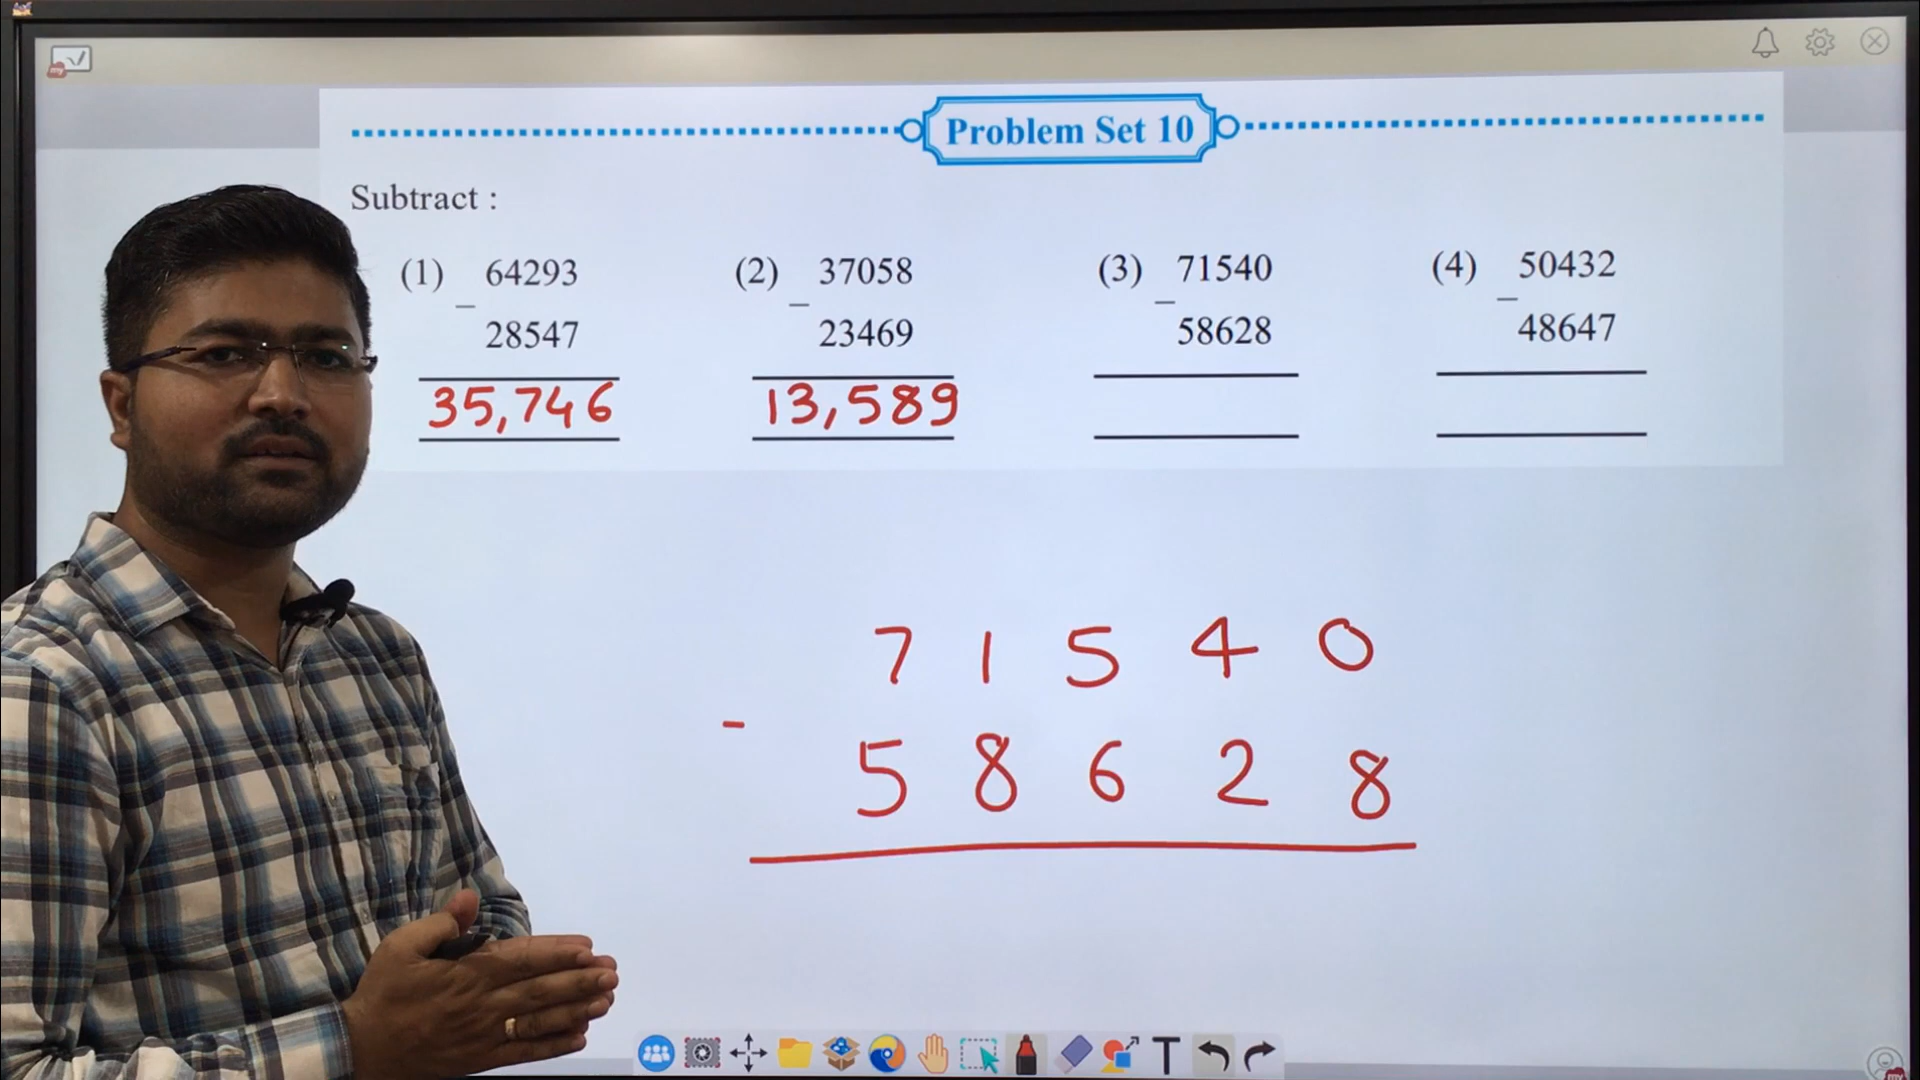 Problem Set 10
Subtract :
(1) 64293 (2) 37058 (3) 71540 (4) 50432
– – – –
28547 23469 58628 48647
35,746 13,589
7 1 5 4 0
-
5 8 6 2 8
T